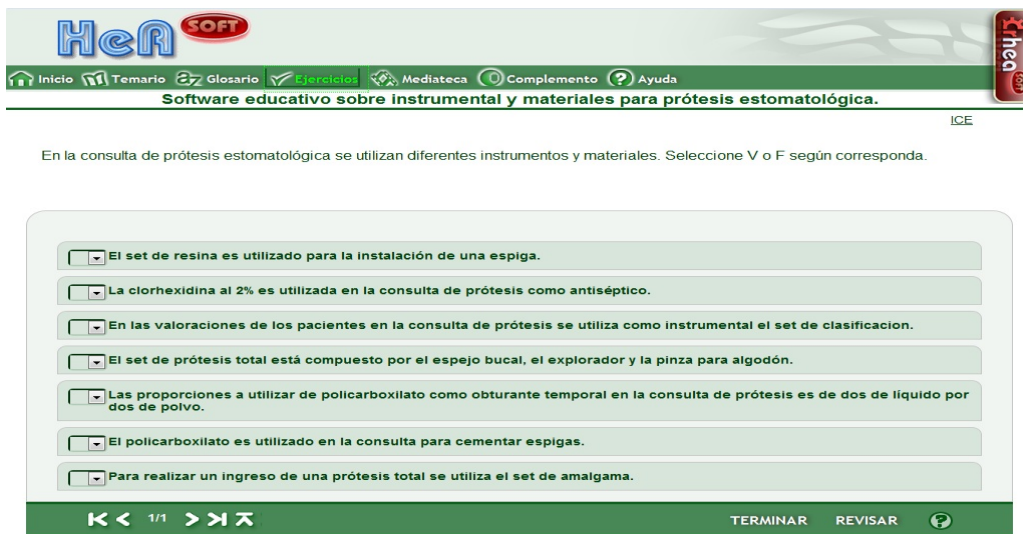 HeA SOFT
Crhea SOFT
Inicio Temario Glosario Ejercicios Mediateca Complemento Ayuda
Software educativo sobre instrumental y materiales para prótesis estomatológica.
ICE
En la consulta de prótesis estomatológica se utilizan diferentes instrumentos y materiales. Seleccione V o F según corresponda.
El set de resina es utilizado para la instalación de una espiga.
La clorhexidina al 2% es utilizada en la consulta de prótesis como antiséptico.
En las valoraciones de los pacientes en la consulta de prótesis se utiliza como instrumental el set de clasificacion.
El set de prótesis total está compuesto por el espejo bucal, el explorador y la pinza para algodón.
Las proporciones a utilizar de policarboxilato como obturante temporal en la consulta de prótesis es de dos de líquido por
dos de polvo.
El policarboxilato es utilizado en la consulta para cementar espigas.
Para realizar un ingreso de una prótesis total se utiliza el set de amalgama.
1/1 TERMINAR REVISAR ?